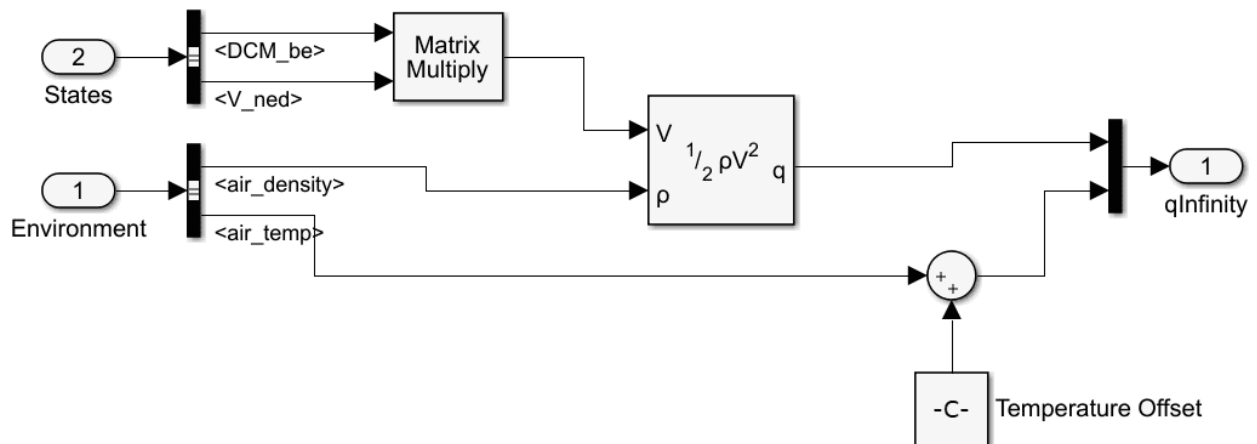 2
States
<DCM_be>
<V_ned>
Matrix
Multiply
1
Environment
<air_density>
<air_temp>
V
ρ
1/2 ρV²
q
1
qInfinity
+
+
-C-
Temperature Offset